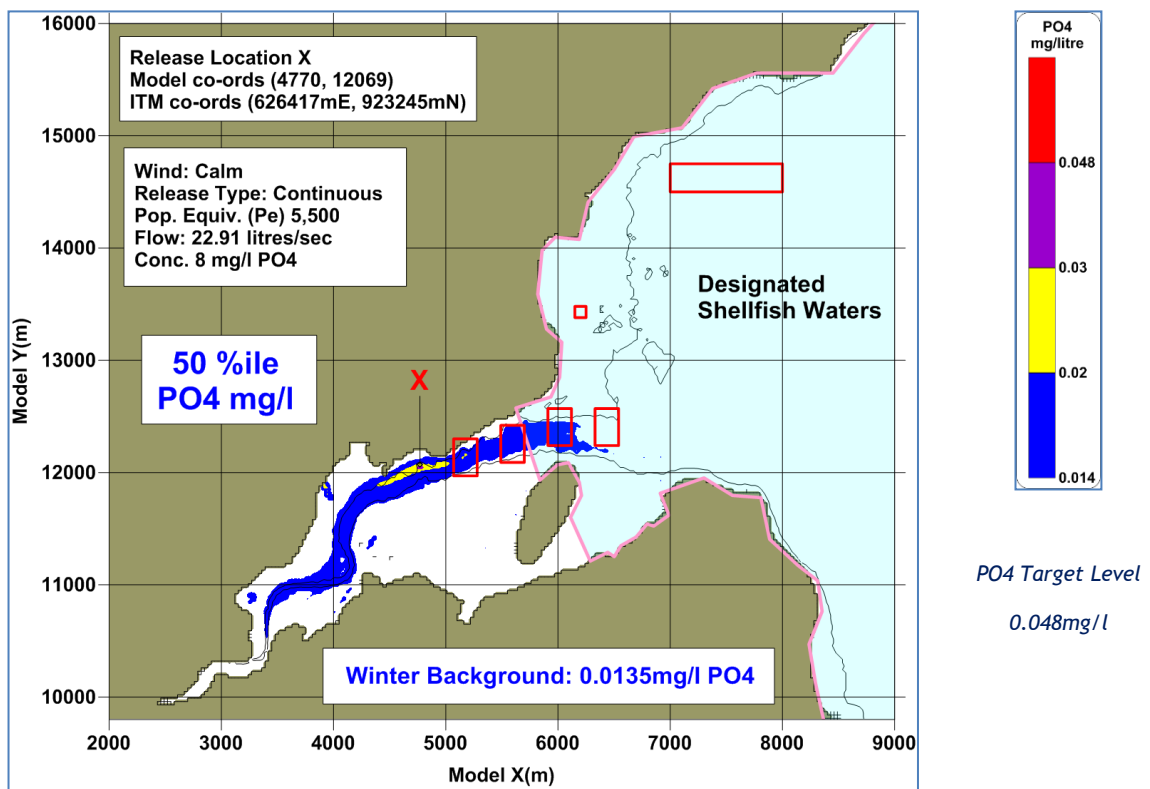 16000
15000
14000
13000
12000
11000
10000
Model Y(m)
Release Location X
Model co-ords (4770, 12069)
ITM co-ords (626417mE, 923245mN)
Wind: Calm
Release Type: Continuous
Pop. Equiv. (Pe) 5,500
Flow: 22.91 litres/sec
Conc. 8 mg/l PO4
50 %ile
PO4 mg/l
X
Designated
Shellfish Waters
Winter Background: 0.0135mg/l PO4
2000 3000 4000 5000 6000 7000 8000 9000
Model X(m)
PO4
mg/litre
0.048
0.03
0.02
0.014
PO4 Target Level
0.048mg/l